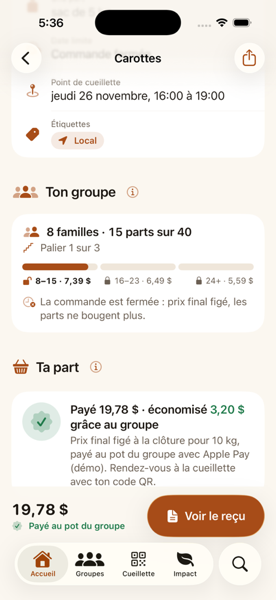 5:36
sac de 5
Commande
Carottes
Point de cueillette
jeudi 26 novembre, 16:00 à 19:00
Étiquettes
Local
Ton groupe
8 familles · 15 parts sur 40
Palier 1 sur 3
8–15 · 7,39 $
16–23 · 6,49 $
24+ · 5,59 $
La commande est fermée : prix final figé, les
parts ne bougent plus.
Ta part
Payé 19,78 $ · économisé 3,20 $
grâce au groupe
Prix final figé à la clôture pour 10 kg,
payé au pot du groupe avec Apple Pay
(démo). Rendez-vous à la cueillette
avec ton code QR.
19,78 $
Payé au pot du groupe
Voir le reçu
Accueil
Groupes
Cueillette
Impact